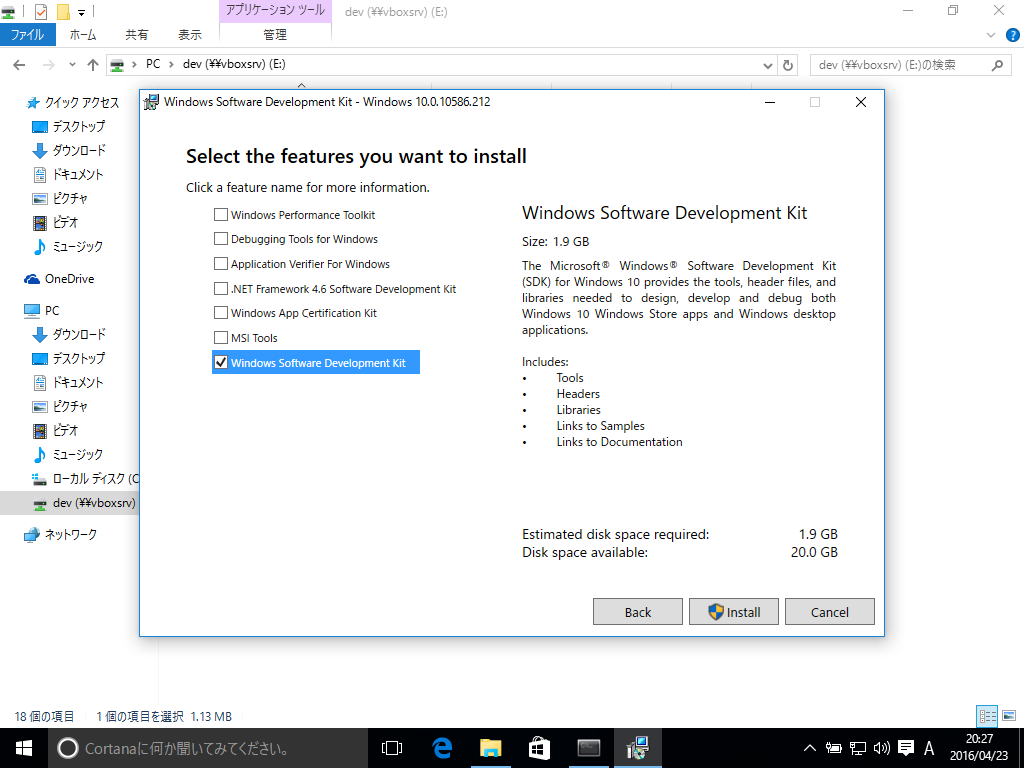 アプリケーション ツール
dev (¥¥vboxsrv) (E:)
ファイル
ホーム
共有
表示
管理
PC
dev (¥¥vboxsrv) (E:)
dev (¥¥vboxsrv) (E:)の検索
クイック アクセス
デスクトップ
ダウンロード
ドキュメント
ピクチャ
ビデオ
ミュージック
OneDrive
PC
ダウンロード
デスクトップ
ドキュメント
ピクチャ
ビデオ
ミュージック
ローカル ディスク (C
dev (¥¥vboxsrv)
ネットワーク
Windows Software Development Kit - Windows 10.0.10586.212
Select the features you want to install
Click a feature name for more information.
Windows Performance Toolkit
Debugging Tools for Windows
Application Verifier For Windows
.NET Framework 4.6 Software Development Kit
Windows App Certification Kit
MSI Tools
Windows Software Development Kit
Windows Software Development Kit
Size: 1.9 GB
The Microsoft® Windows® Software Development Kit
(SDK) for Windows 10 provides the tools, header files, and
libraries needed to design, develop and debug both
Windows 10 Windows Store apps and Windows desktop
applications.
Includes:
• Tools
• Headers
• Libraries
• Links to Samples
• Links to Documentation
Estimated disk space required: 1.9 GB
Disk space available: 20.0 GB
Back
Install
Cancel
18 個の項目
1 個の項目を選択 1.13 MB
Cortanaに何か聞いてみてください。
A
20:27
2016/04/23